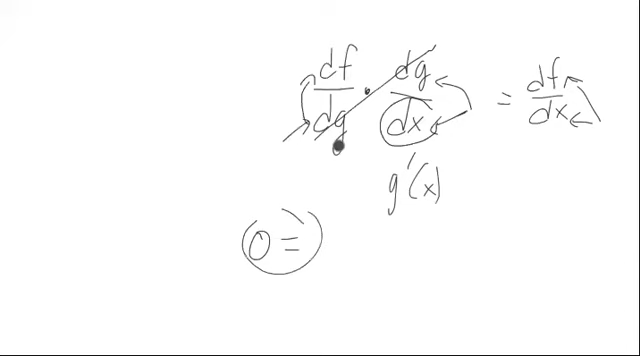 df/dg · dg/dx = df/dx
g'(x)
0 =